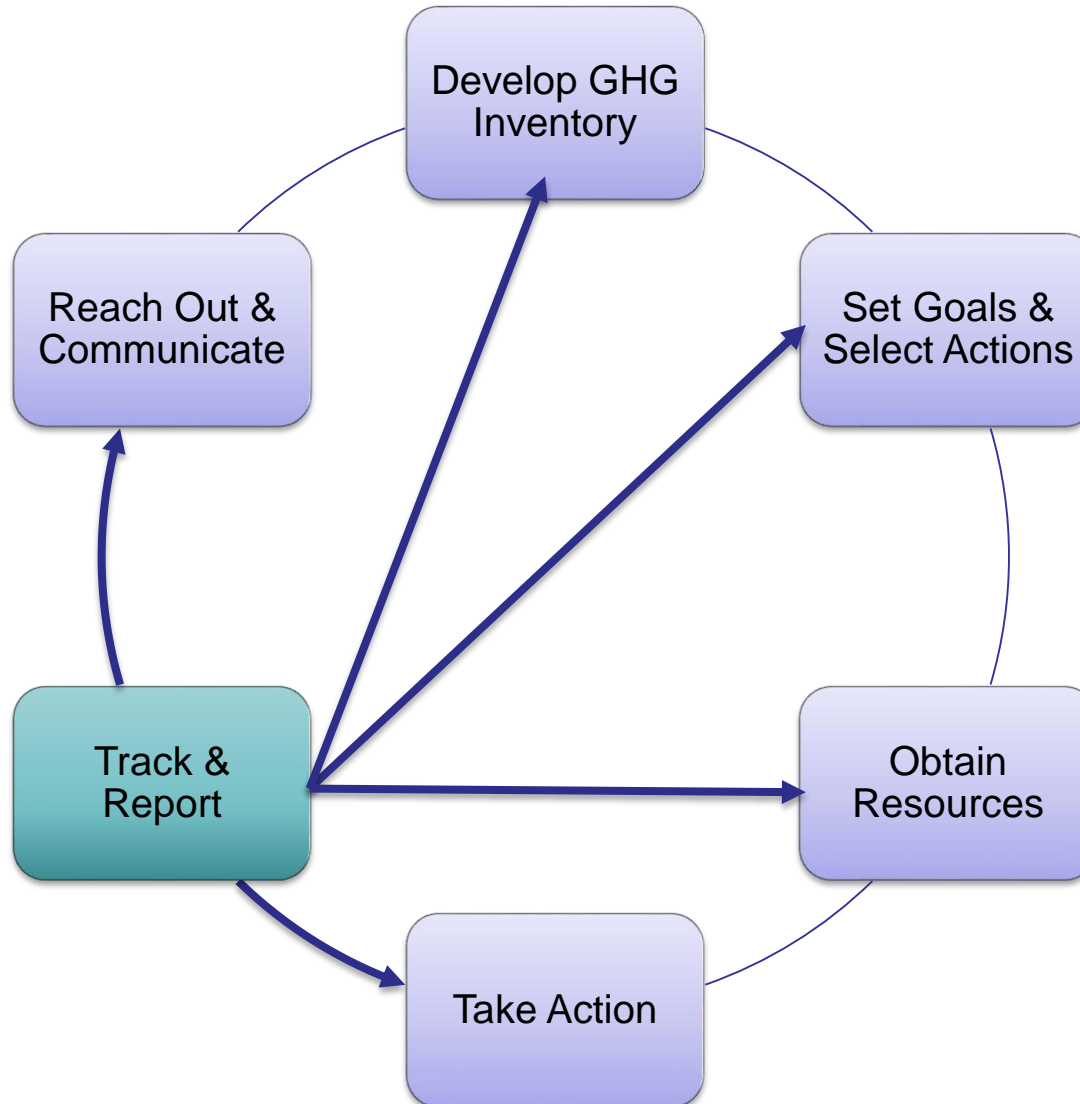 Develop GHG
Inventory
Reach Out &
Communicate
Set Goals &
Select Actions
Track &
Report
Obtain
Resources
Take Action